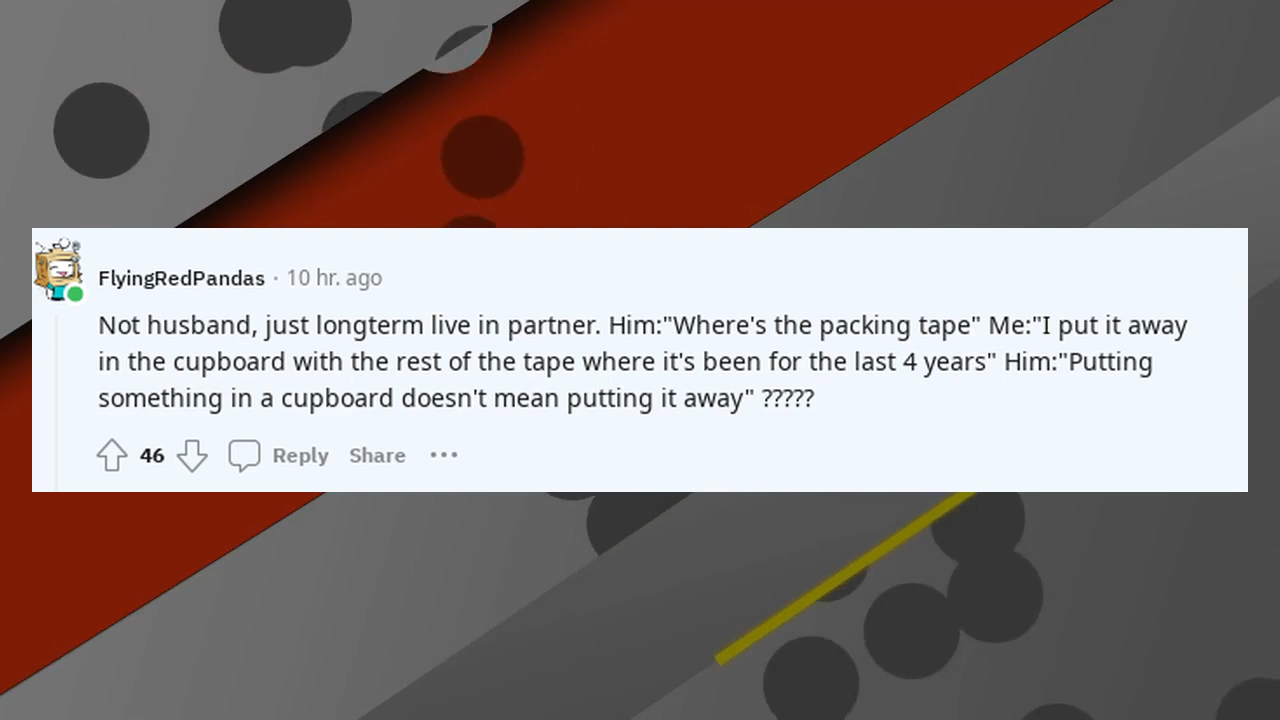 FlyingRedPandas · 10 hr. ago
Not husband, just longterm live in partner. Him:"Where's the packing tape" Me:"I put it away
in the cupboard with the rest of the tape where it's been for the last 4 years" Him:"Putting
something in a cupboard doesn't mean putting it away" ?????
46 Reply Share ···